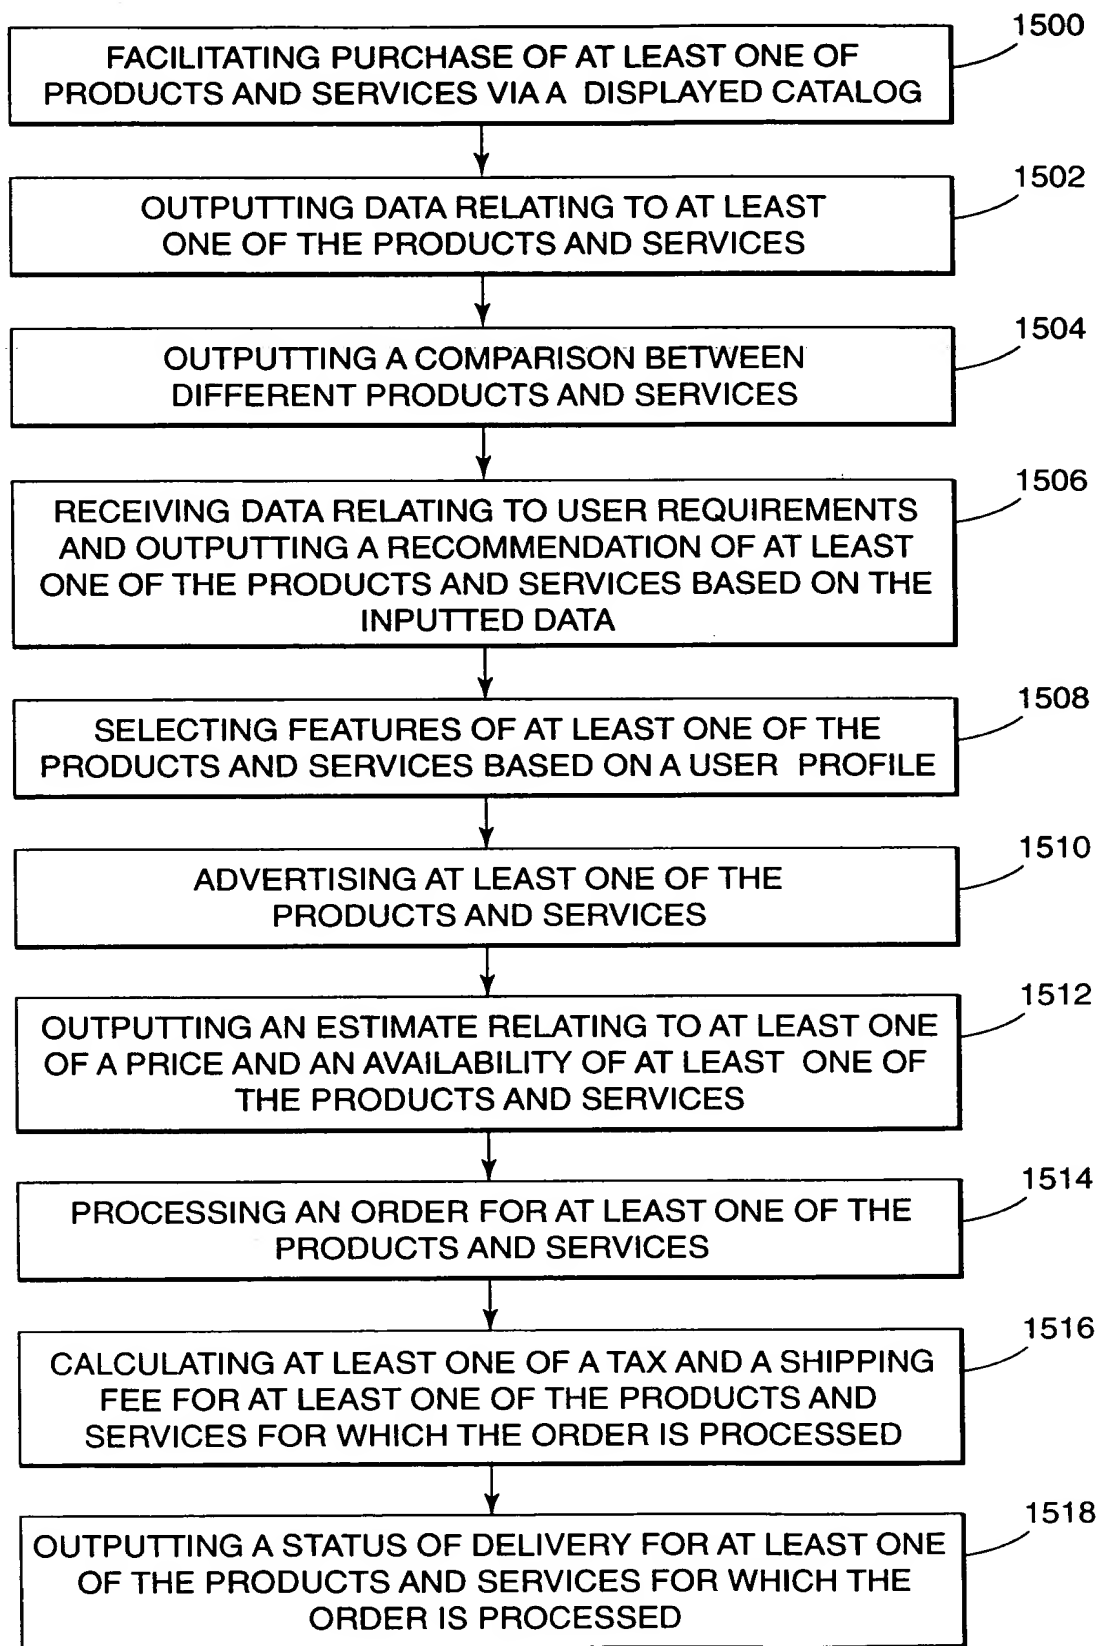 1500
FACILITATING PURCHASE OF AT LEAST ONE OF
PRODUCTS AND SERVICES VIA A DISPLAYED CATALOG
1502
OUTPUTTING DATA RELATING TO AT LEAST
ONE OF THE PRODUCTS AND SERVICES
1504
OUTPUTTING A COMPARISON BETWEEN
DIFFERENT PRODUCTS AND SERVICES
1506
RECEIVING DATA RELATING TO USER REQUIREMENTS
AND OUTPUTTING A RECOMMENDATION OF AT LEAST
ONE OF THE PRODUCTS AND SERVICES BASED ON THE
INPUTTED DATA
1508
SELECTING FEATURES OF AT LEAST ONE OF THE
PRODUCTS AND SERVICES BASED ON A USER PROFILE
1510
ADVERTISING AT LEAST ONE OF THE
PRODUCTS AND SERVICES
1512
OUTPUTTING AN ESTIMATE RELATING TO AT LEAST ONE
OF A PRICE AND AN AVAILABILITY OF AT LEAST ONE OF
THE PRODUCTS AND SERVICES
1514
PROCESSING AN ORDER FOR AT LEAST ONE OF THE
PRODUCTS AND SERVICES
1516
CALCULATING AT LEAST ONE OF A TAX AND A SHIPPING
FEE FOR AT LEAST ONE OF THE PRODUCTS AND
SERVICES FOR WHICH THE ORDER IS PROCESSED
1518
OUTPUTTING A STATUS OF DELIVERY FOR AT LEAST ONE
OF THE PRODUCTS AND SERVICES FOR WHICH THE
ORDER IS PROCESSED